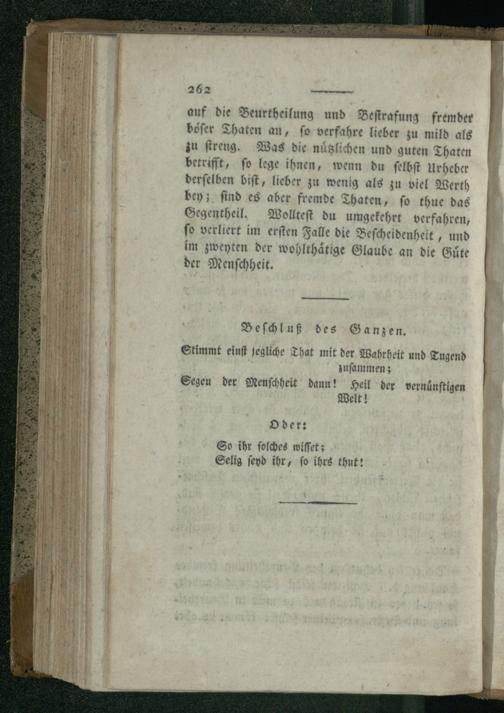 262
auf die Beurtheilung und Bestrafung fremder
böser Thaten an, so verfahre lieber zu mild als
zu streng. Was die nützlichen und guten Thaten
betrifft, so lege ihnen, wenn du selbst Urheber
derselben bist, lieber zu wenig als zu viel Werth
bey; sind es aber fremde Thaten, so thue das
Gegentheil. Wolltest du umgekehrt verfahren,
so verliert im ersten Falle die Bescheidenheit, und
im zweyten der wohlthätige Glaube an die Güte
der Menschheit.
Beschluß des Ganzen.
Stimmt einst jegliche That mit der Wahrheit und Tugend
zusammen;
Segen der Menschheit dann! Heil der vernünftigen
Welt!
Oder:
So ihr solches wisset;
Selig seyd ihr, so ihrs thut!